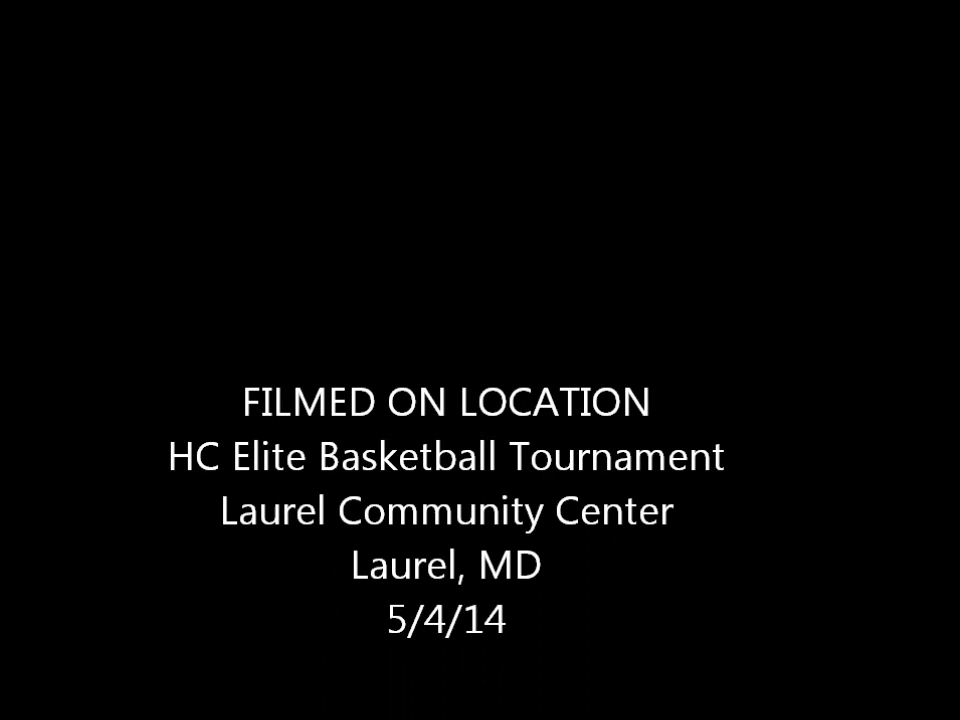 FILMED ON LOCATION
HC Elite Basketball Tournament
Laurel Community Center
Laurel, MD
5/4/14